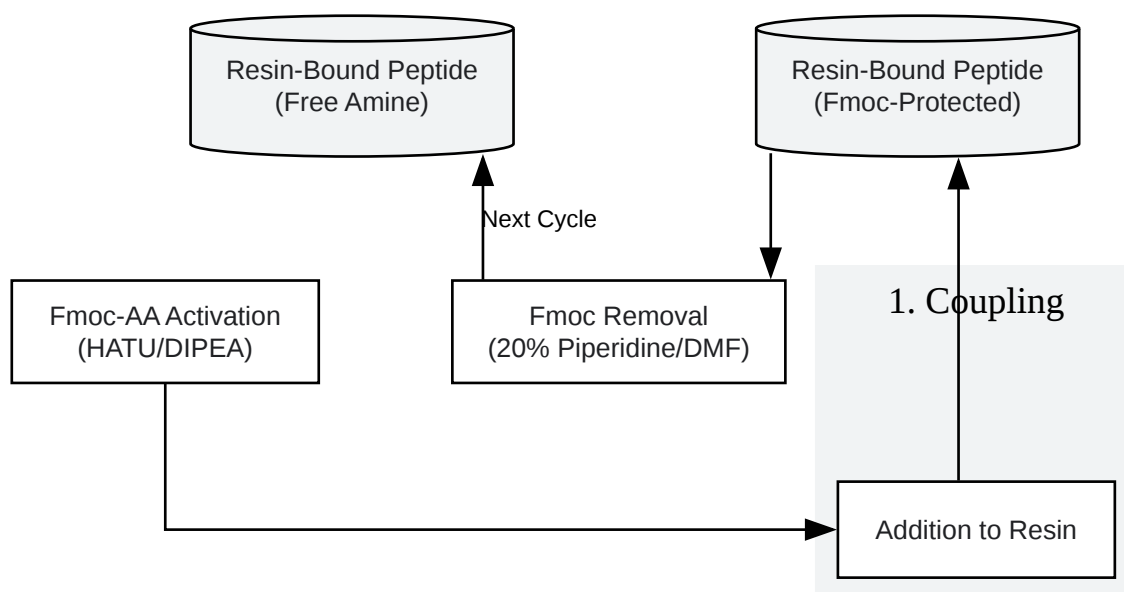 Resin-Bound Peptide
(Free Amine)
Resin-Bound Peptide
(Fmoc-Protected)
Next Cycle
Fmoc-AA Activation
(HATU/DIPEA)
Fmoc Removal
(20% Piperidine/DMF)
1. Coupling
Addition to Resin